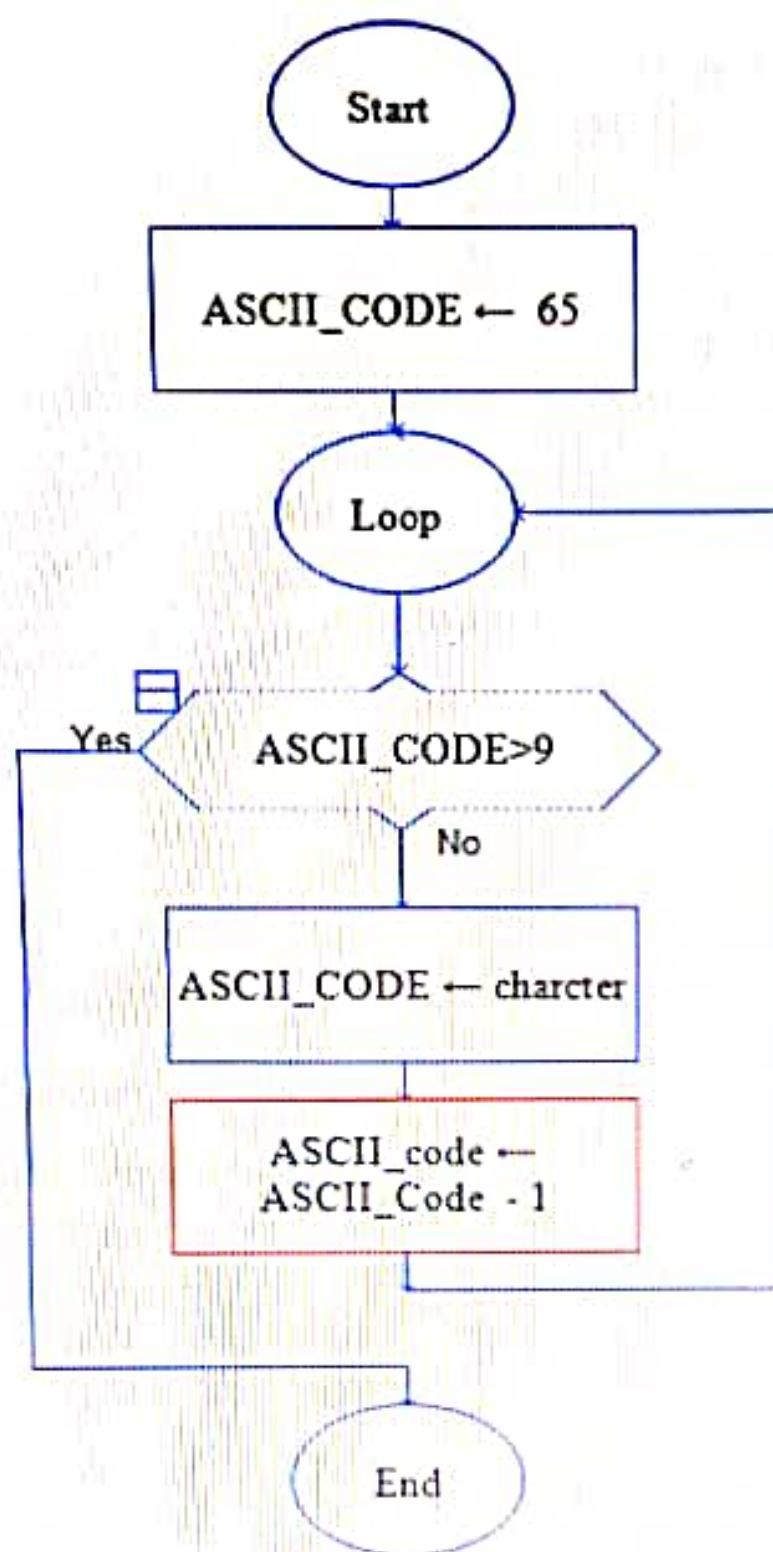 Start
ASCII_CODE ← 65
Loop
Yes
ASCII_CODE>9
No
ASCII_CODE ← charcter
ASCII_code ←
ASCII_Code - 1
End